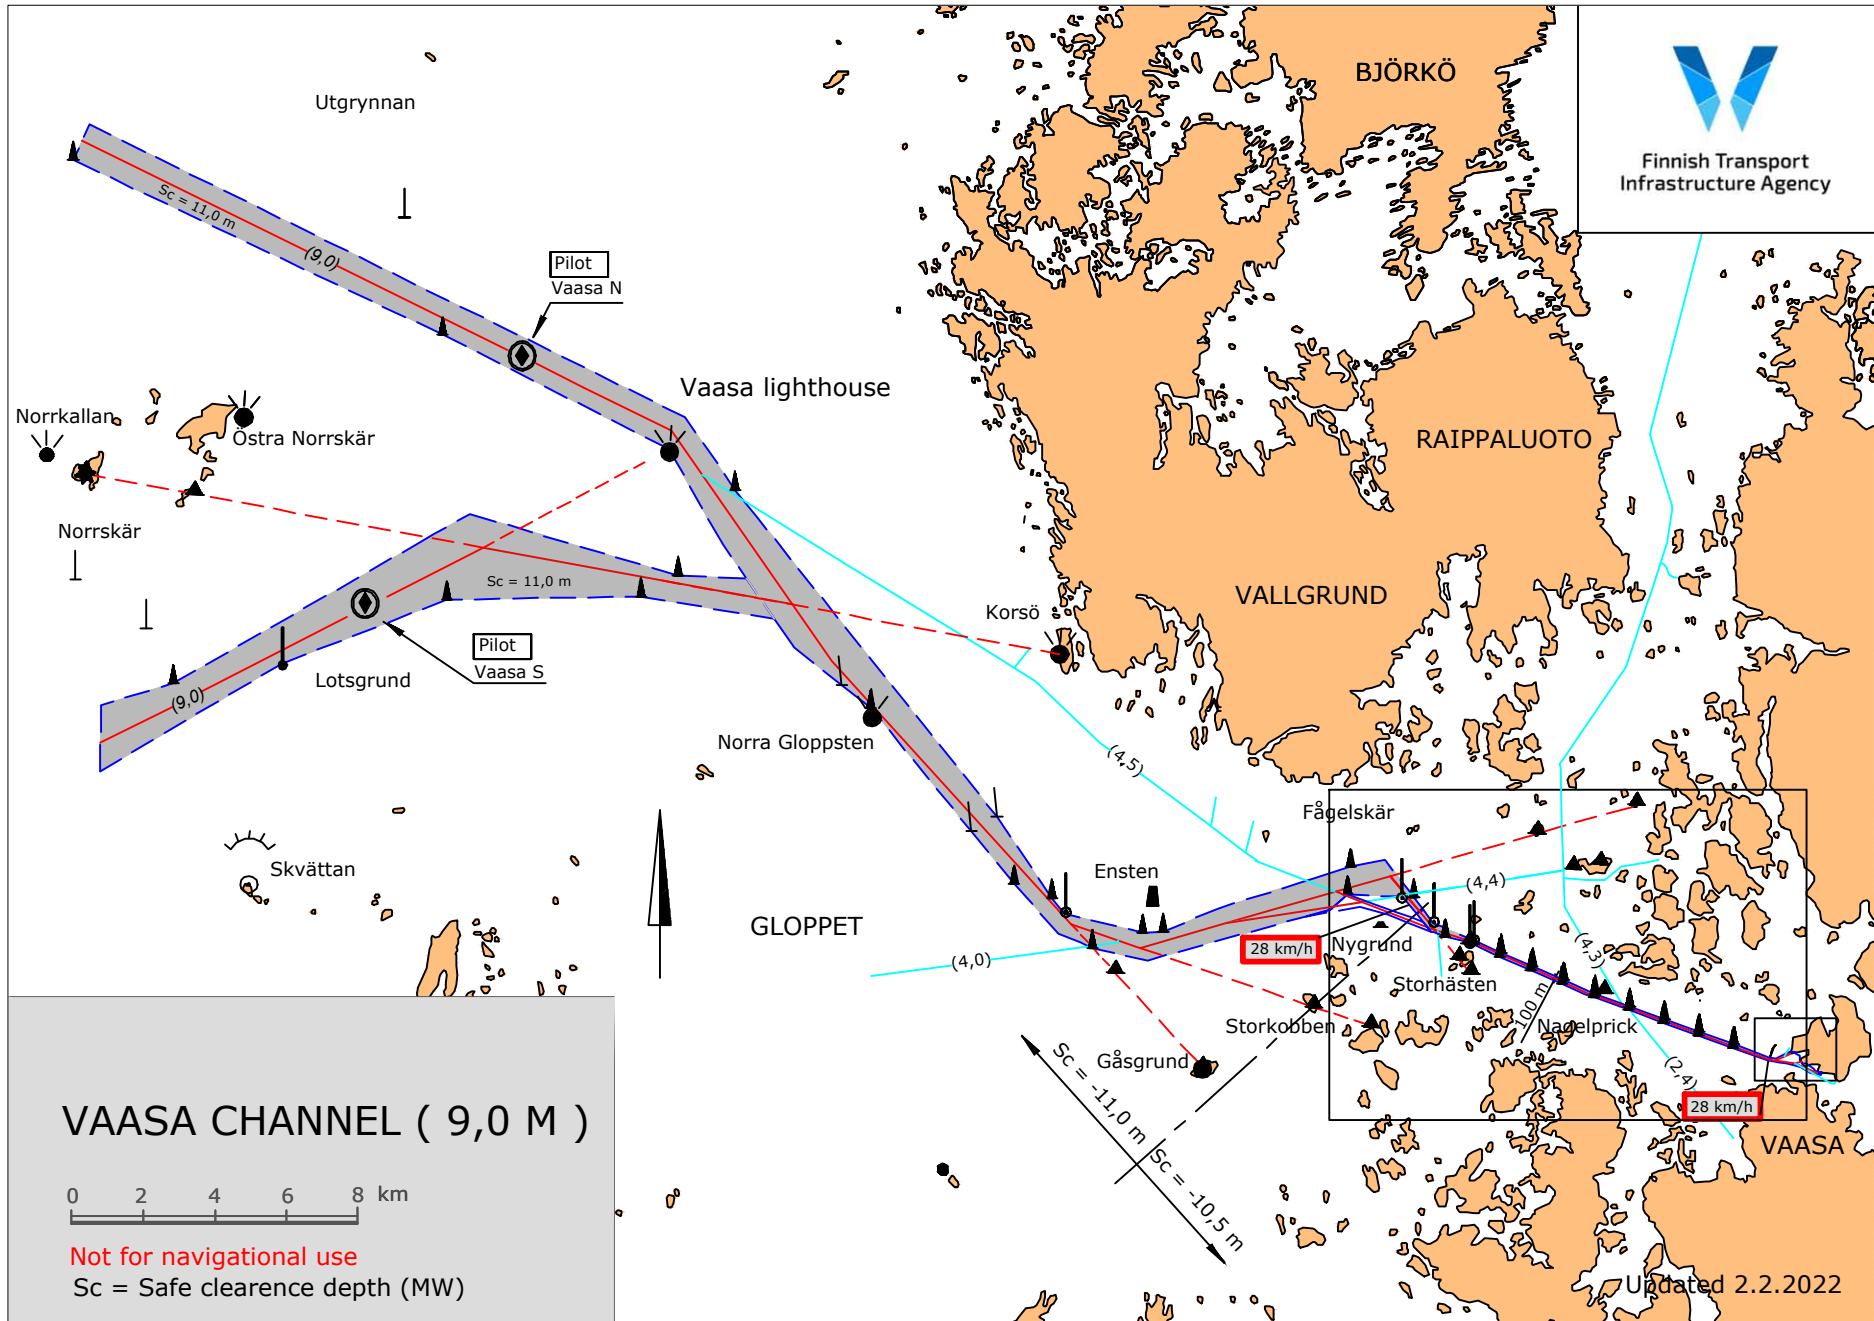 BJÖRKÖ
Finnish Transport
Infrastructure Agency
Utgrynnan
Sc = 11,0 m
(9,0)
Pilot
Vaasa N
Vaasa lighthouse
Norrkallan
Östra Norrskär
RAIPPALUOTO
Norrskär
Sc = 11,0 m
VALLGRUND
Korsö
Pilot
Vaasa S
Lotsgrund
(9,0)
Norra Gloppsten
(4,5)
Fågelskär
Skvättan
Ensten
(4,4)
GLOPPET
28 km/h
Nygrund
(4,0)
(4,3)
Storhästen
100 m
Storkobben
Nagelprick
Gåsgrund
Sc = -11,0 m
Sc = -10,5 m
(2,4)
28 km/h
VAASA
VAASA CHANNEL ( 9,0 M )
0 2 4 6 8 km
Not for navigational use
Sc = Safe clearence depth (MW)
Updated 2.2.2022